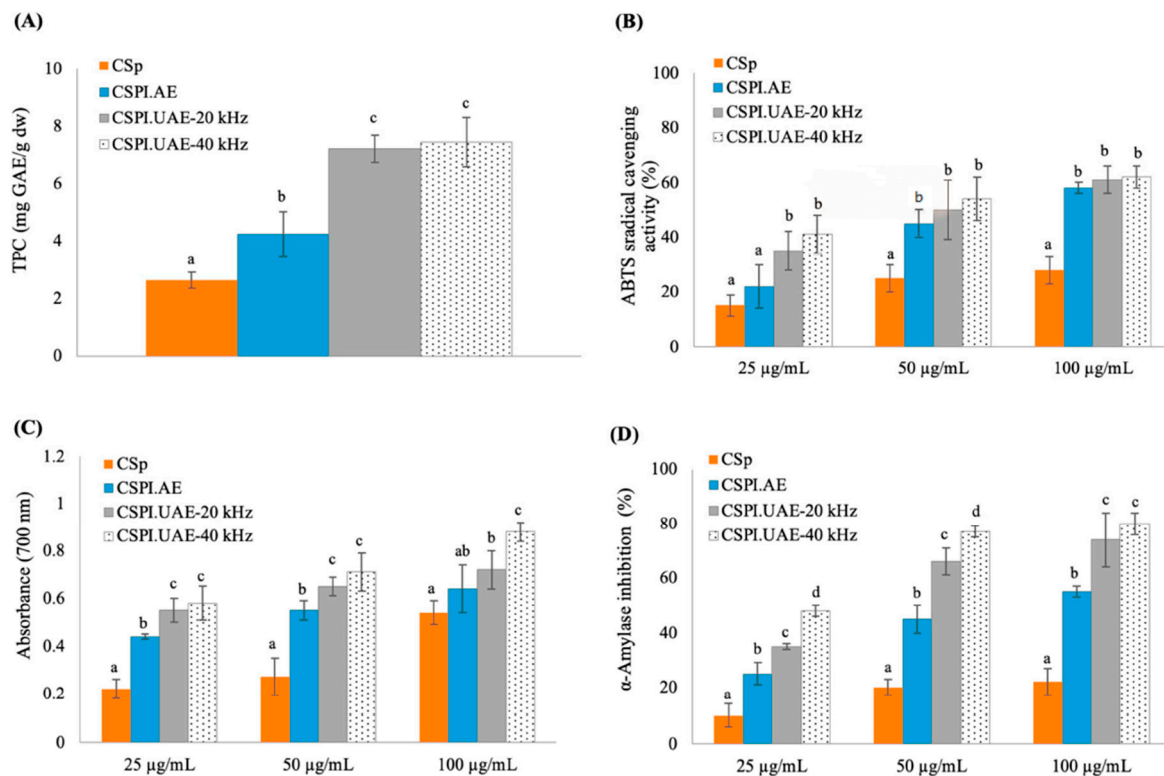 (A)
TPC (mg GAE/g dw)
10
8
6
4
2
0
CSp
CSPI.AE
CSPI.UAE-20 kHz
CSPI.UAE-40 kHz
a
b
c
c
(B)
ABTS sradical cavenging
activity (%)
100
80
60
40
20
0
CSp
CSPI.AE
CSPI.UAE-20 kHz
CSPI.UAE-40 kHz
a a b b
a b b b
a b b b
25 µg/mL 50 µg/mL 100 µg/mL
(C)
Absorbance (700 nm)
1.2
1
0.8
0.6
0.4
0.2
0
CSp
CSPI.AE
CSPI.UAE-20 kHz
CSPI.UAE-40 kHz
a b c c
a b c c
a ab b c
25 µg/mL 50 µg/mL 100 µg/mL
(D)
α-Amylase inhibition (%)
100
80
60
40
20
0
CSp
CSPI.AE
CSPI.UAE-20 kHz
CSPI.UAE-40 kHz
a b c d
a b c d
a b c c
25 µg/mL 50 µg/mL 100 µg/mL